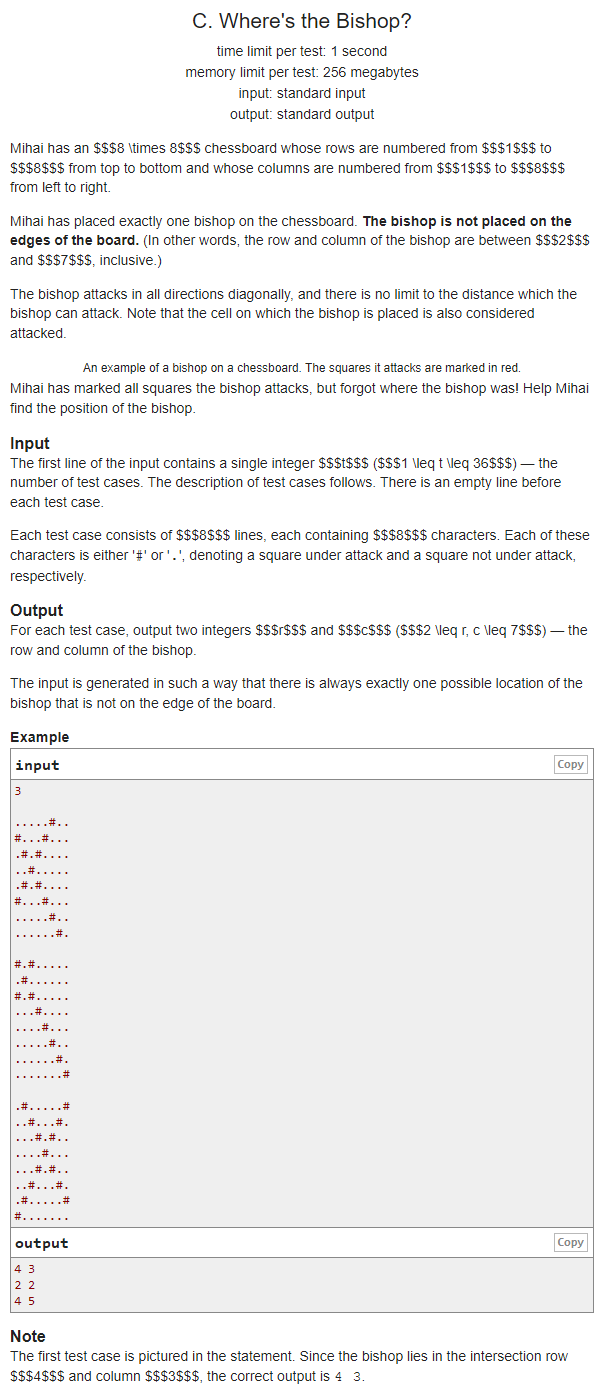 C. Where's the Bishop?
time limit per test: 1 second
memory limit per test: 256 megabytes
input: standard input
output: standard output
Mihai has an $$$8 \times 8$$$ chessboard whose rows are numbered from $$$1$$$ to
$$$8$$$ from top to bottom and whose columns are numbered from $$$1$$$ to $$$8$$$
from left to right.
Mihai has placed exactly one bishop on the chessboard. The bishop is not placed on the
edges of the board. (In other words, the row and column of the bishop are between $$$2$$$
and $$$7$$$, inclusive.)
The bishop attacks in all directions diagonally, and there is no limit to the distance which the
bishop can attack. Note that the cell on which the bishop is placed is also considered
attacked.
An example of a bishop on a chessboard. The squares it attacks are marked in red.
Mihai has marked all squares the bishop attacks, but forgot where the bishop was! Help Mihai
find the position of the bishop.
Input
The first line of the input contains a single integer $$$t$$$ ($$$1 \leq t \leq 36$$$) — the
number of test cases. The description of test cases follows. There is an empty line before
each test case.
Each test case consists of $$$8$$$ lines, each containing $$$8$$$ characters. Each of these
characters is either '#' or '.', denoting a square under attack and a square not under attack,
respectively.
Output
For each test case, output two integers $$$r$$$ and $$$c$$$ ($$$2 \leq r, c \leq 7$$$) — the
row and column of the bishop.
The input is generated in such a way that there is always exactly one possible location of the
bishop that is not on the edge of the board.
Example
input
Copy
3
.....#..
#...#...
.#.#....
..#.....
.#.#....
#...#...
.....#..
......#.
#.#.....
.#......
#.#.....
...#....
....#...
.....#..
......#.
.......#
.#.....#
..#...#.
...#.#..
....#...
...#.#..
..#...#.
.#.....#
#.......
output
Copy
4 3
2 2
4 5
Note
The first test case is pictured in the statement. Since the bishop lies in the intersection row
$$$4$$$ and column $$$3$$$, the correct output is 4 3.